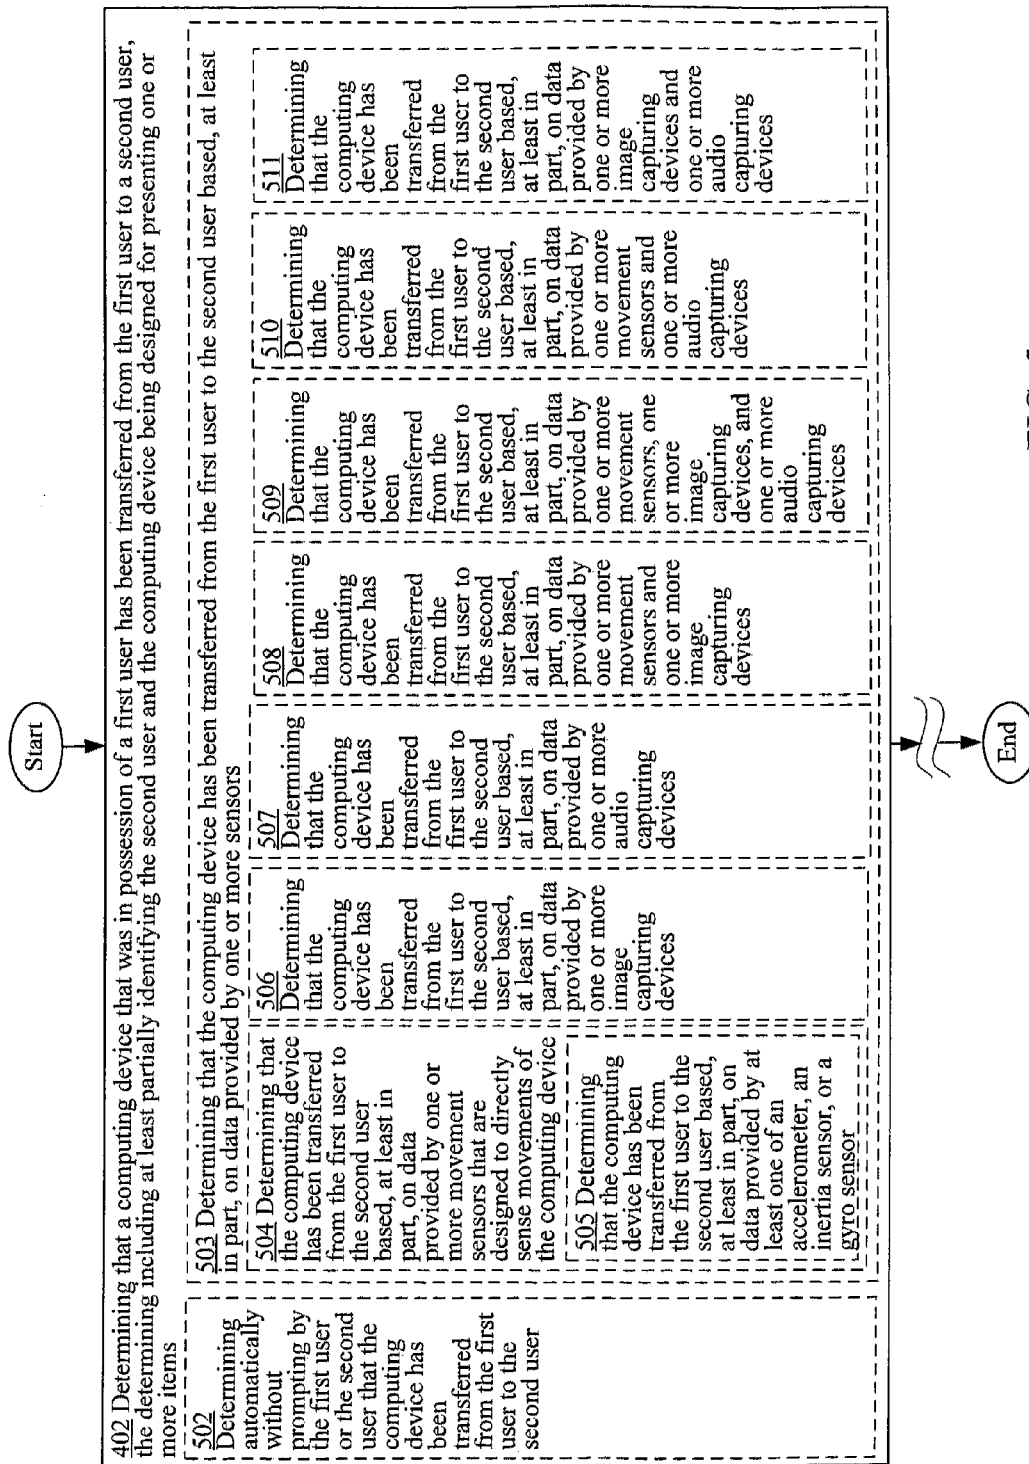 Start
402 Determining that a computing device that was in possession of a first user has been transferred from the first user to a second user,
the determining including at least partially identifying the second user and the computing device being designed for presenting one or
more items
502
Determining
automatically
without
prompting by
the first user
or the second
user that the
computing
device has
been
transferred
from the first
user to the
second user
503 Determining that the computing device has been transferred from the first user to the second user based, at least
in part, on data provided by one or more sensors
504 Determining that
the computing device
has been transferred
from the first user to
the second user
based, at least in
part, on data
provided by one or
more movement
sensors that are
designed to directly
sense movements of
the computing device
505 Determining
that the computing
device has been
transferred from
the first user to the
second user based,
at least in part, on
data provided by at
least one of an
accelerometer, an
inertia sensor, or a
gyro sensor
506
Determining
that the
computing
device has
been
transferred
from the
first user to
the second
user based,
at least in
part, on data
provided by
one or more
image
capturing
devices
507
Determining
that the
computing
device has
been
transferred
from the
first user to
the second
user based,
at least in
part, on data
provided by
one or more
audio
capturing
devices
508
Determining
that the
computing
device has
been
transferred
from the
first user to
the second
user based,
at least in
part, on data
provided by
one or more
movement
sensors and
one or more
image
capturing
devices
509
Determining
that the
computing
device has
been
transferred
from the
first user to
the second
user based,
at least in
part, on data
provided by
one or more
movement
sensors, one
or more
image
capturing
devices, and
one or more
audio
capturing
devices
510
Determining
that the
computing
device has
been
transferred
from the
first user to
the second
user based,
at least in
part, on data
provided by
one or more
movement
sensors and
one or more
audio
capturing
devices
511
Determining
that the
computing
device has
been
transferred
from the
first user to
the second
user based,
at least in
part, on data
provided by
one or more
image
capturing
devices and
one or more
audio
capturing
devices
End